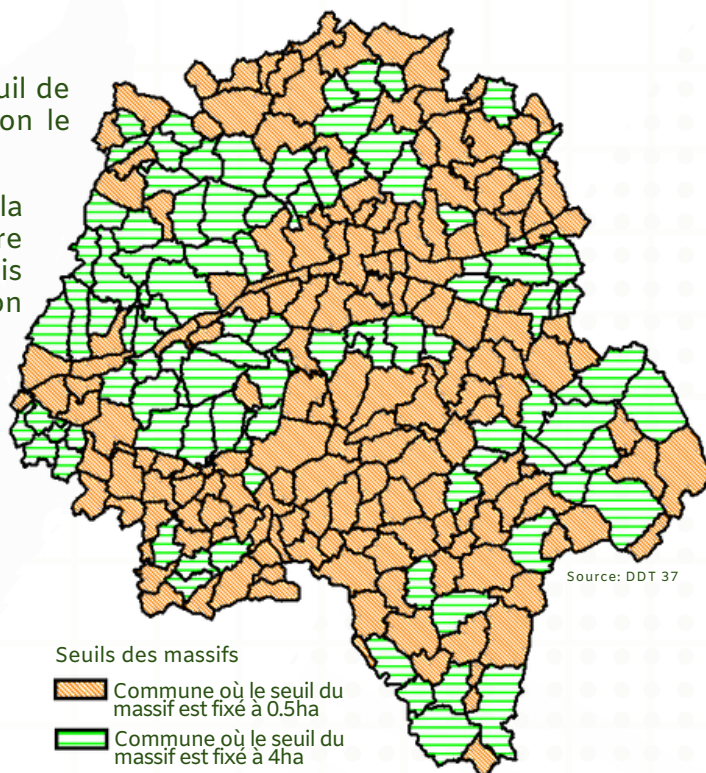 uil de
on le
la
re
is
on
Source: DDT 37
Seuils des massifs
Commune où le seuil du
massif est fixé à 0.5ha
Commune où le seuil du
massif est fixé à 4ha